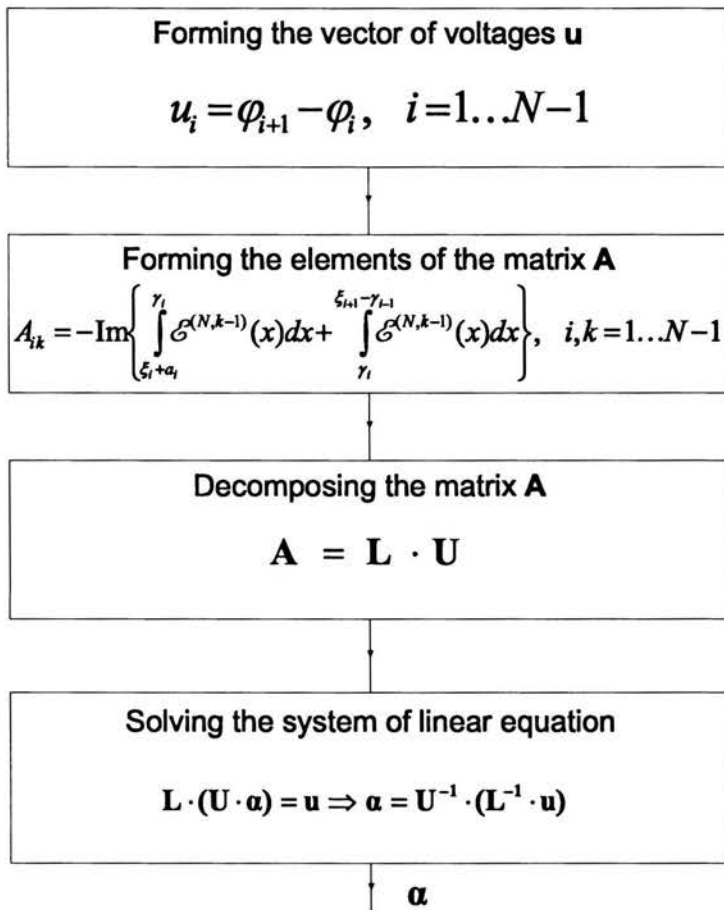 Forming the vector of voltages u
u_i = φ_{i+1} − φ_i, i=1...N−1
Forming the elements of the matrix A
A_{ik} = −Im{ ∫_{ξ_i+a_i}^{γ_i} ℰ^{(N,k−1)}(x)dx + ∫_{γ_i}^{ξ_{i+1}−γ_{i−1}} ℰ^{(N,k−1)}(x)dx }, i,k=1...N−1
Decomposing the matrix A
A = L · U
Solving the system of linear equation
L·(U·α) = u ⇒ α = U^{−1}·(L^{−1}·u)
α